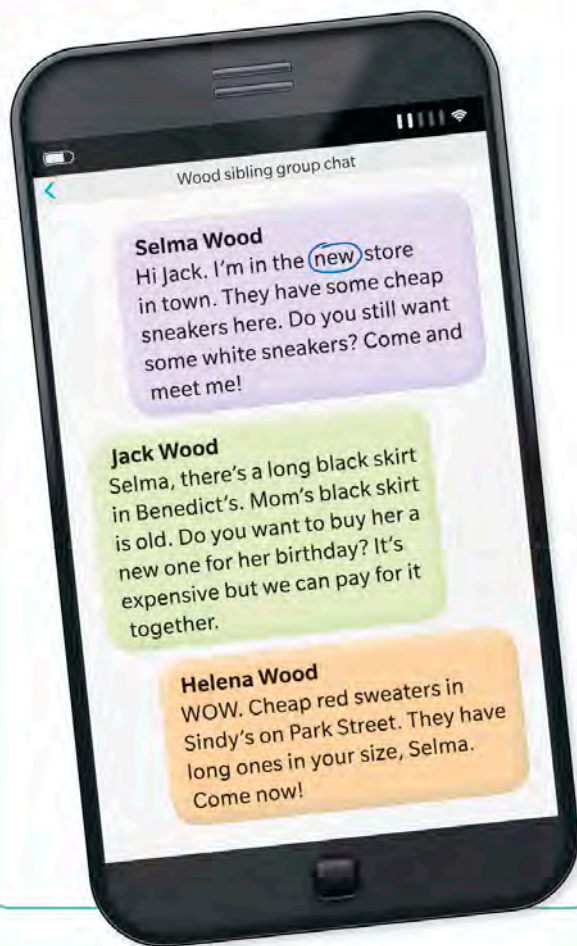 Wood sibling group chat
Selma Wood
Hi Jack. I'm in the new store
in town. They have some cheap
sneakers here. Do you still want
some white sneakers? Come and
meet me!
Jack Wood
Selma, there's a long black skirt
in Benedict's. Mom's black skirt
is old. Do you want to buy her a
new one for her birthday? It's
expensive but we can pay for it
together.
Helena Wood
WOW. Cheap red sweaters in
Sindy's on Park Street. They have
long ones in your size, Selma.
Come now!